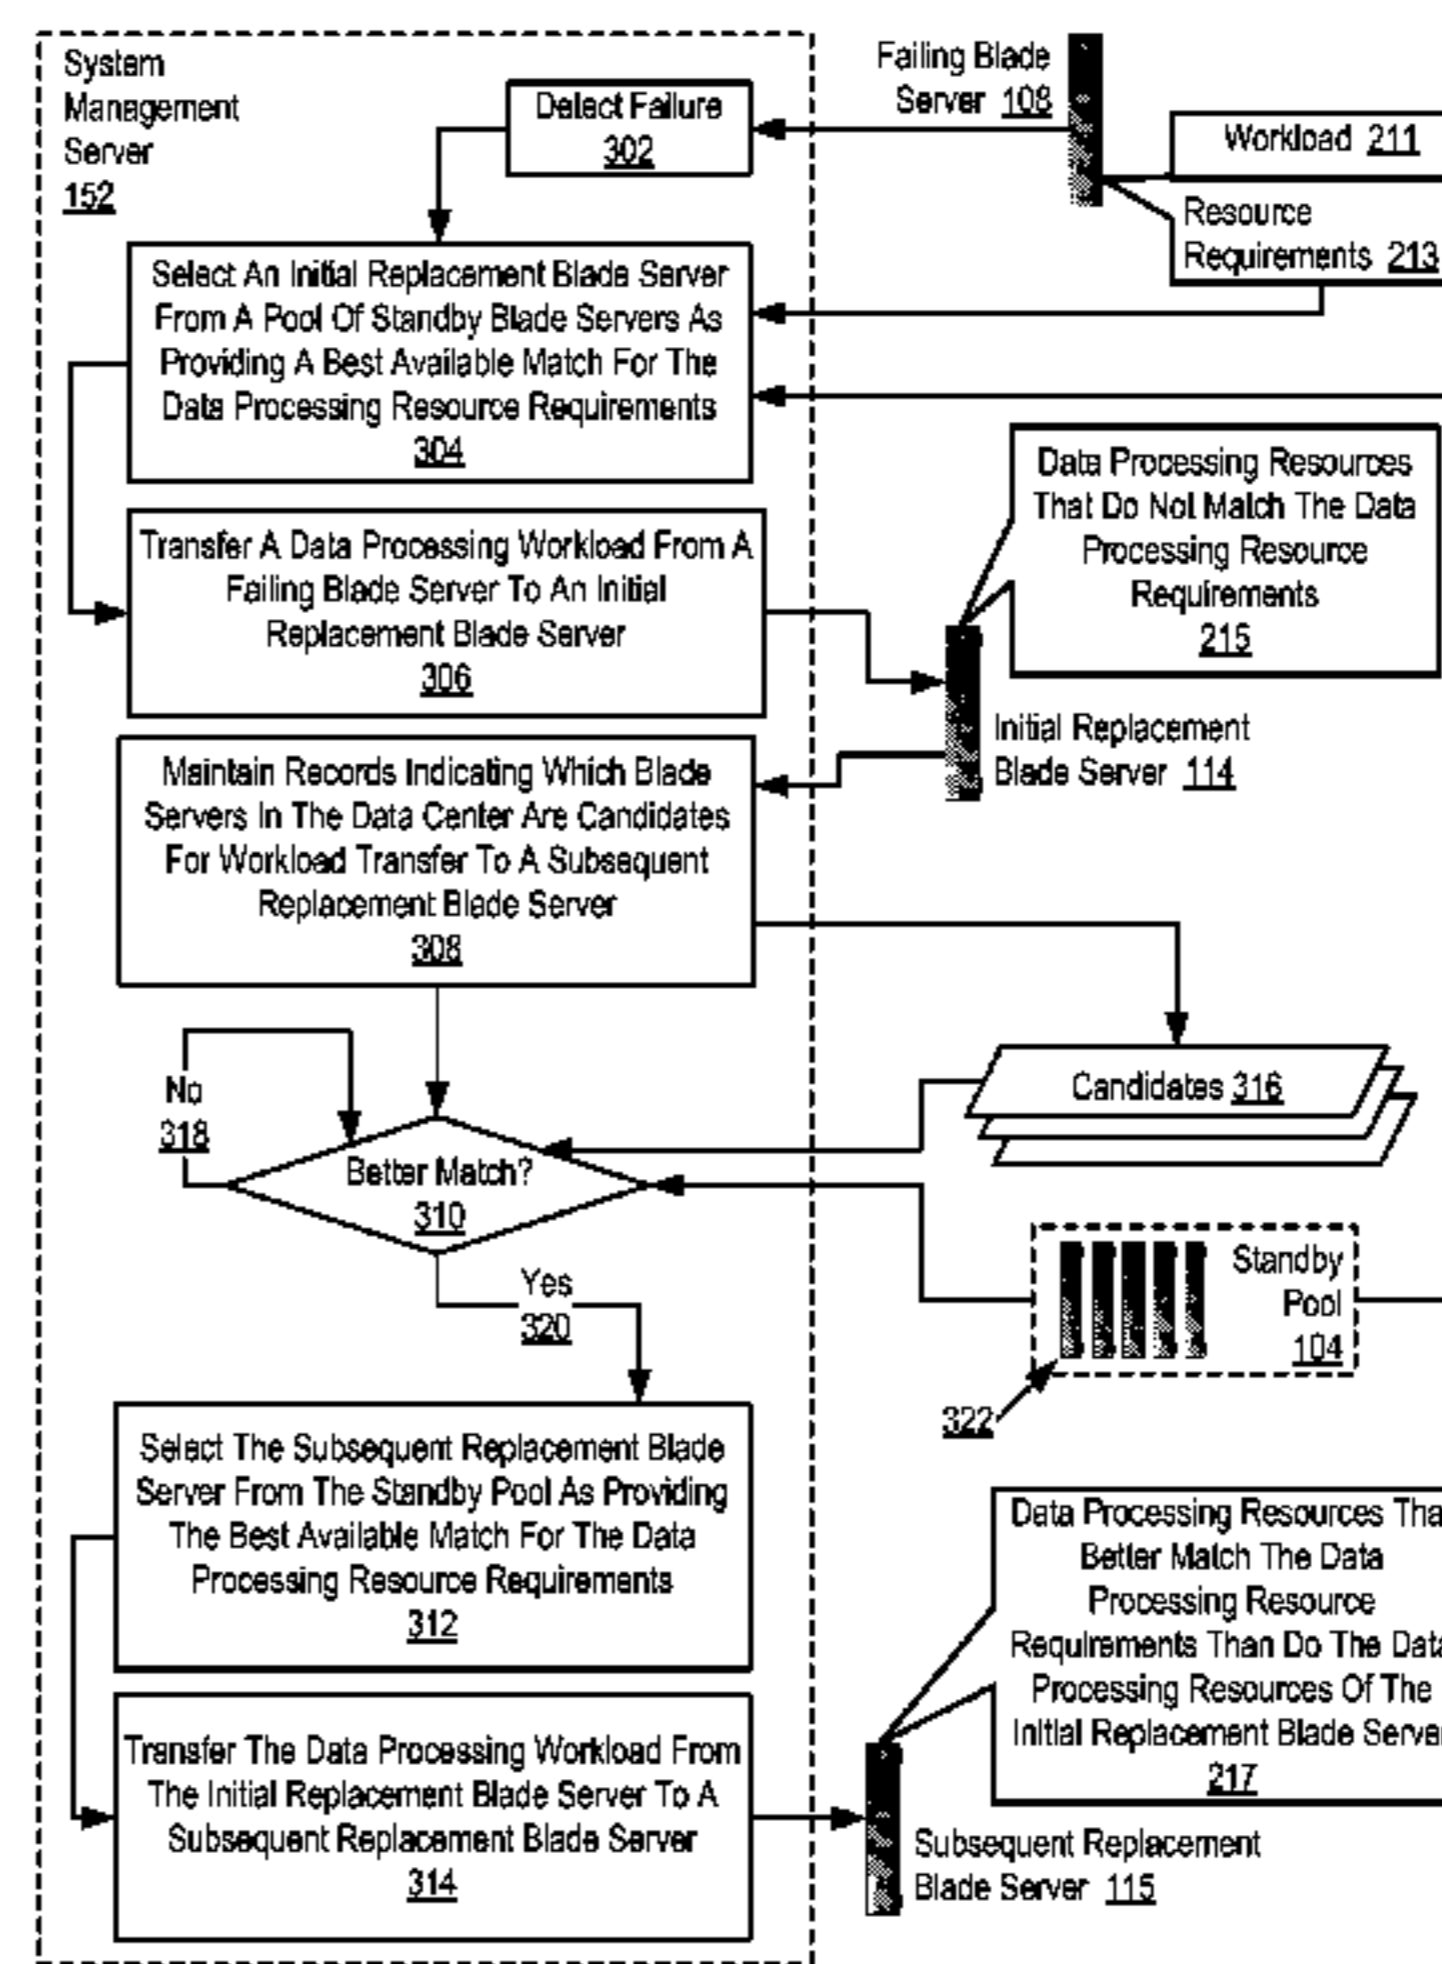 System
Management
Server
152
Detect Failure
302
Failing Blade
Server 108
Workload 211
Resource
Requirements 213
Select An Initial Replacement Blade Server
From A Pool Of Standby Blade Servers As
Providing A Best Available Match For The
Data Processing Resource Requirements
304
Data Processing Resources
That Do Not Match The Data
Processing Resource
Requirements
215
Transfer A Data Processing Workload From A
Failing Blade Server To An Initial
Replacement Blade Server
306
Initial Replacement
Blade Server 114
Maintain Records Indicating Which Blade
Servers In The Data Center Are Candidates
For Workload Transfer To A Subsequent
Replacement Blade Server
308
Candidates 316
No
318
Better Match?
310
Yes
320
Standby
Pool
104
322
Select The Subsequent Replacement Blade
Server From The Standby Pool As Providing
The Best Available Match For The Data
Processing Resource Requirements
312
Data Processing Resources Tha
Better Match The Data
Processing Resource
Requirements Than Do The Data
Processing Resources Of The
Initial Replacement Blade Server
217
Transfer The Data Processing Workload From
The Initial Replacement Blade Server To A
Subsequent Replacement Blade Server
314
Subsequent Replacement
Blade Server 115